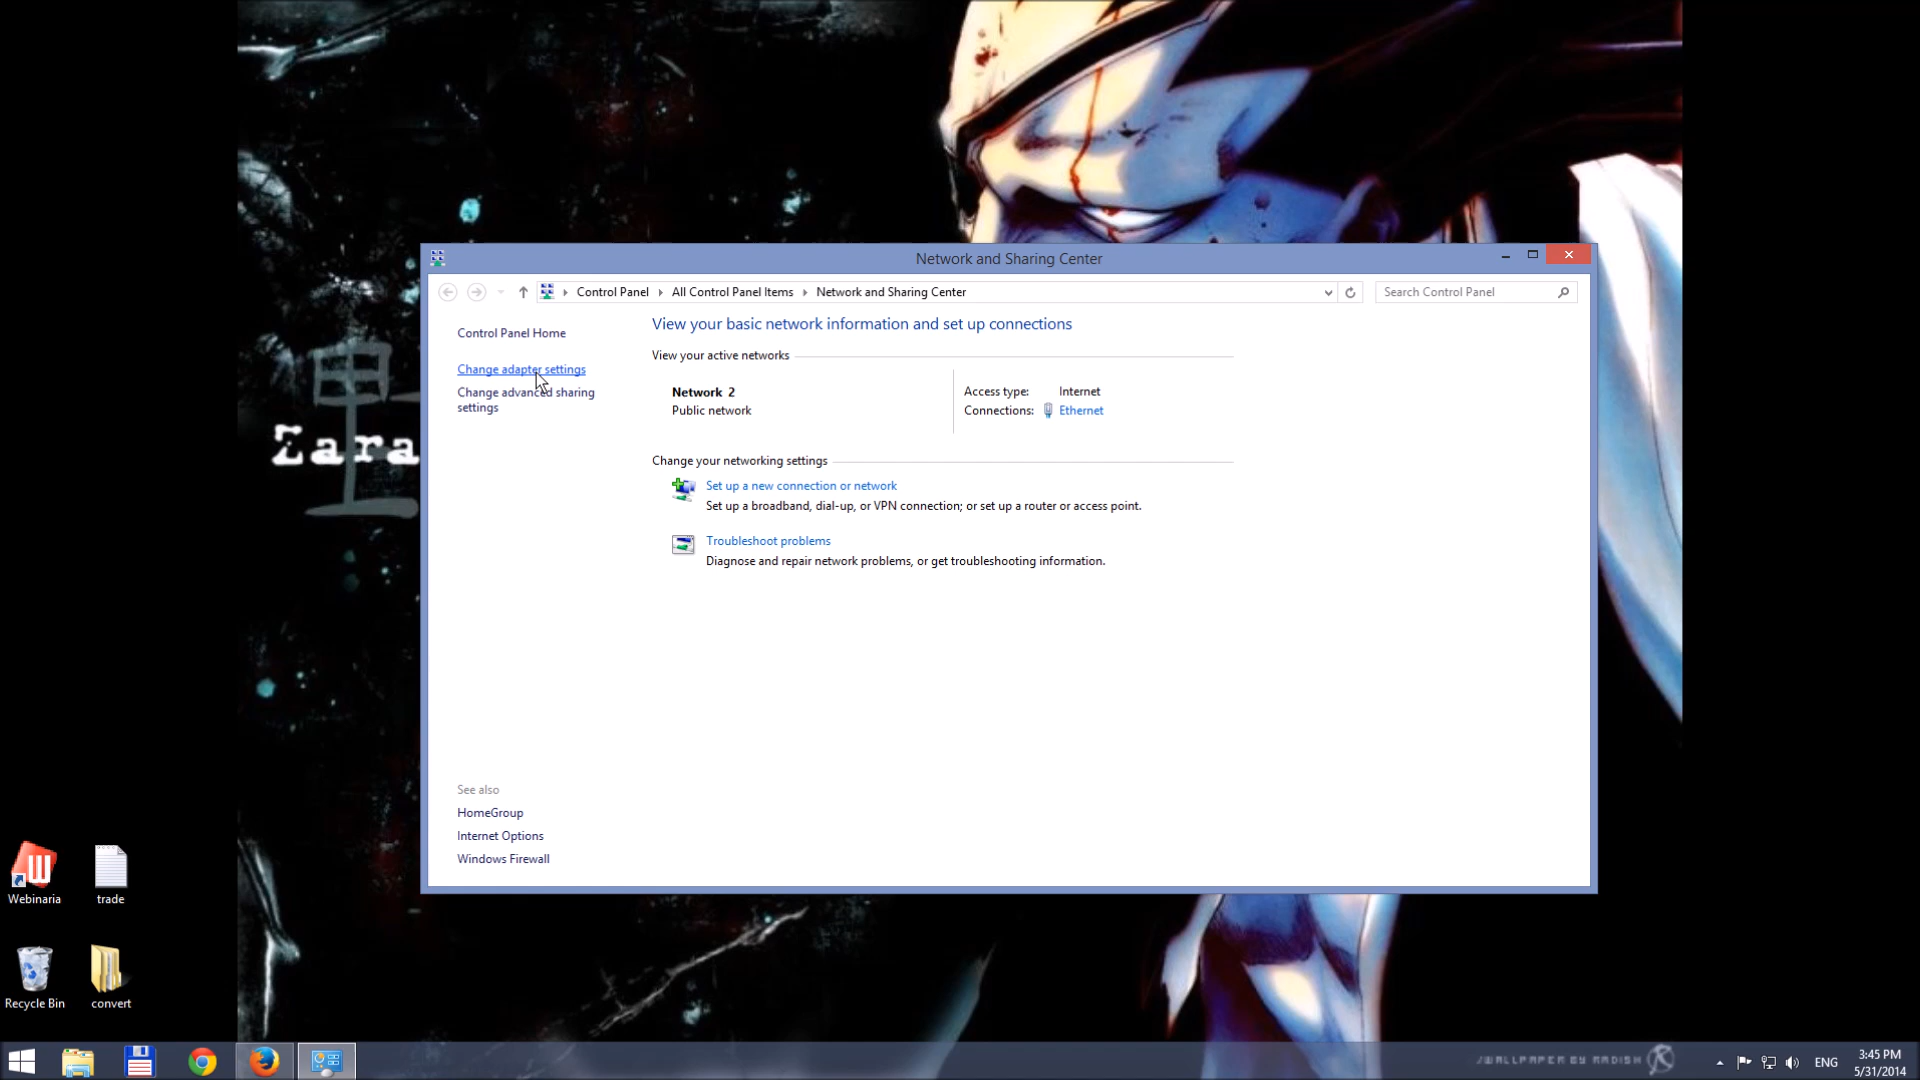 Network and Sharing Center
Control Panel All Control Panel Items Network and Sharing Center
Search Control Panel
Control Panel Home
Change adapter settings
Change advanced sharing
settings
View your basic network information and set up connections
View your active networks
Network 2
Public network
Access type: Internet
Connections: Ethernet
Change your networking settings
Set up a new connection or network
Set up a broadband, dial-up, or VPN connection; or set up a router or access point.
Troubleshoot problems
Diagnose and repair network problems, or get troubleshooting information.
See also
HomeGroup
Internet Options
Windows Firewall
Zara
Webinaria
trade
Recycle Bin
convert
WALLPAPER BY RADISH
ENG
3:45 PM
5/31/2014